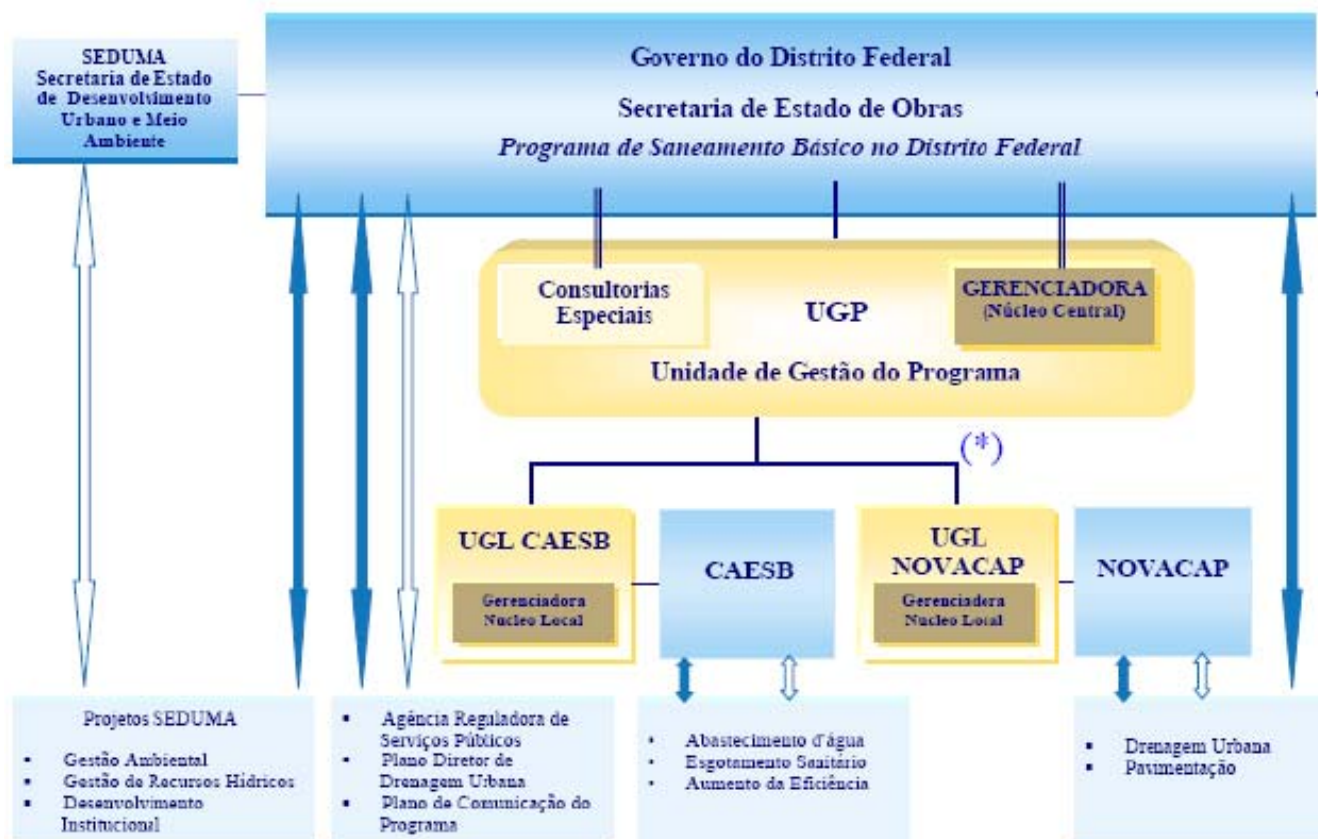 SEDUMA
Secretaria de Estado
de Desenvolvimento
Urbano e Meio
Ambiente
Governo do Distrito Federal
Secretaria de Estado de Obras
Programa de Saneamento Básico no Distrito Federal
Consultorias
Especiais
UGP
GERENCIADORA
(Núcleo Central)
Unidade de Gestão do Programa
(*)
UGL CAESB
Gerenciadora
Nucleo Local
CAESB
UGL
NOVACAP
Gerenciadora
Nucleo Local
NOVACAP
Projetos SEDUMA
▪ Gestão Ambiental
▪ Gestão de Recursos Hídricos
▪ Desenvolvimento
Institucional
▪ Agência Reguladora de
Serviços Públicos
▪ Plano Diretor de
Drenagem Urbana
▪ Plano de Comunicação do
Programa
• Abastecimento d'água
• Esgotamento Sanitário
• Aumento da Eficiência
▪ Drenagem Urbana
▪ Pavimentação